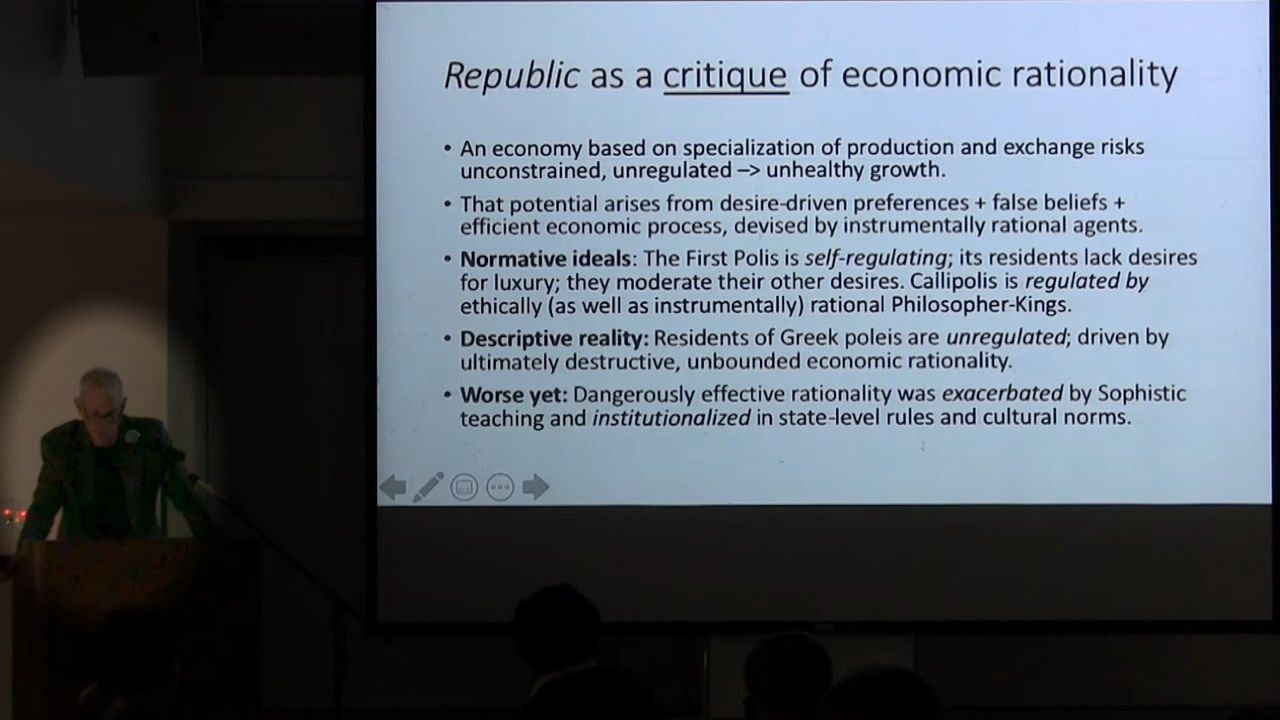 Republic as a critique of economic rationality
• An economy based on specialization of production and exchange risks
unconstrained, unregulated –> unhealthy growth.
• That potential arises from desire-driven preferences + false beliefs +
efficient economic process, devised by instrumentally rational agents.
• Normative ideals: The First Polis is self-regulating; its residents lack desires
for luxury; they moderate their other desires. Callipolis is regulated by
ethically (as well as instrumentally) rational Philosopher-Kings.
• Descriptive reality: Residents of Greek poleis are unregulated; driven by
ultimately destructive, unbounded economic rationality.
• Worse yet: Dangerously effective rationality was exacerbated by Sophistic
teaching and institutionalized in state-level rules and cultural norms.